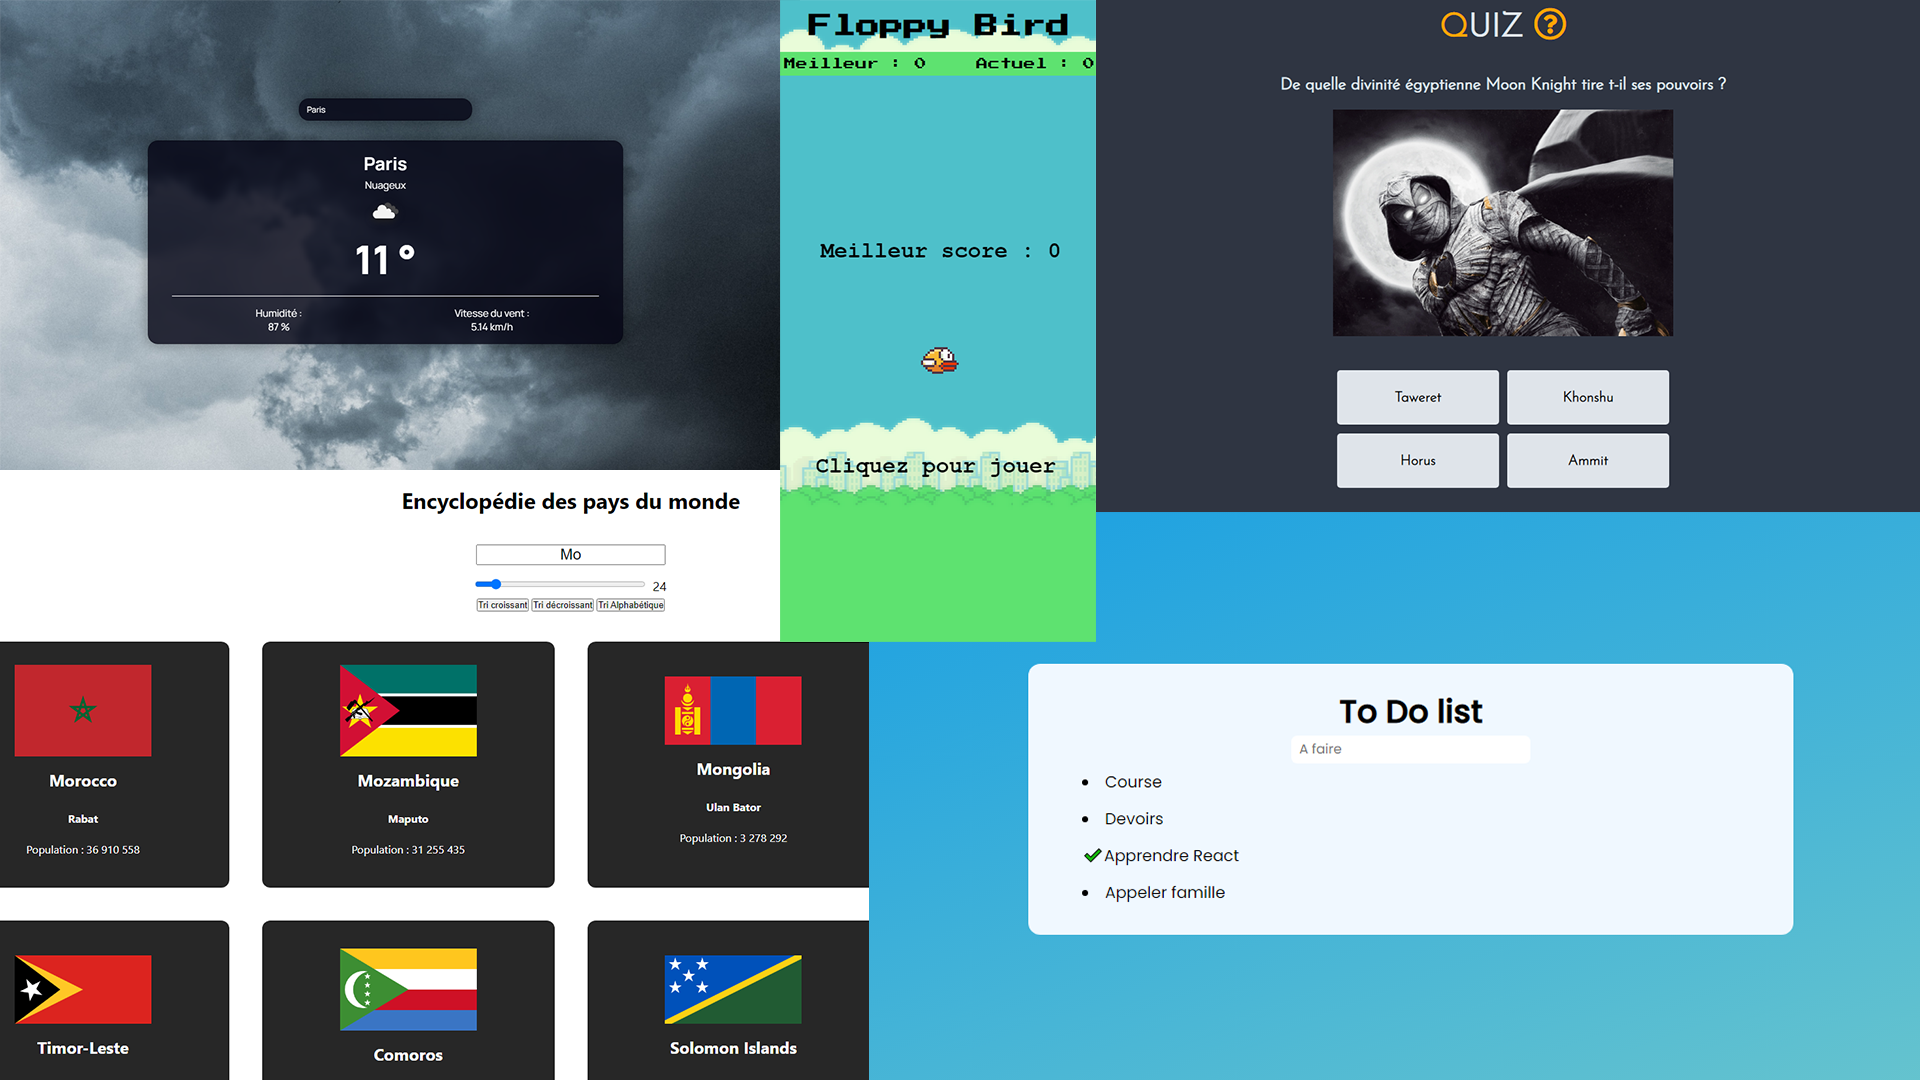 Paris
Paris
Nuageux
11 °
Humidité :
87 %
Vitesse du vent :
5.14 km/h
Floppy Bird
Meilleur : 0
Actuel : 0
Meilleur score : 0
Cliquez pour jouer
QUIZ ?
De quelle divinité égyptienne Moon Knight tire t-il ses pouvoirs ?
Taweret
Khonshu
Horus
Ammit
Encyclopédie des pays du monde
Mo
24
Tri croissant
Tri décroissant
Tri Alphabétique
Morocco
Rabat
Population : 36 910 558
Mozambique
Maputo
Population : 31 255 435
Mongolia
Ulan Bator
Population : 3 278 292
Timor-Leste
Comoros
Solomon Islands
To Do list
A faire
Course
Devoirs
Apprendre React
Appeler famille